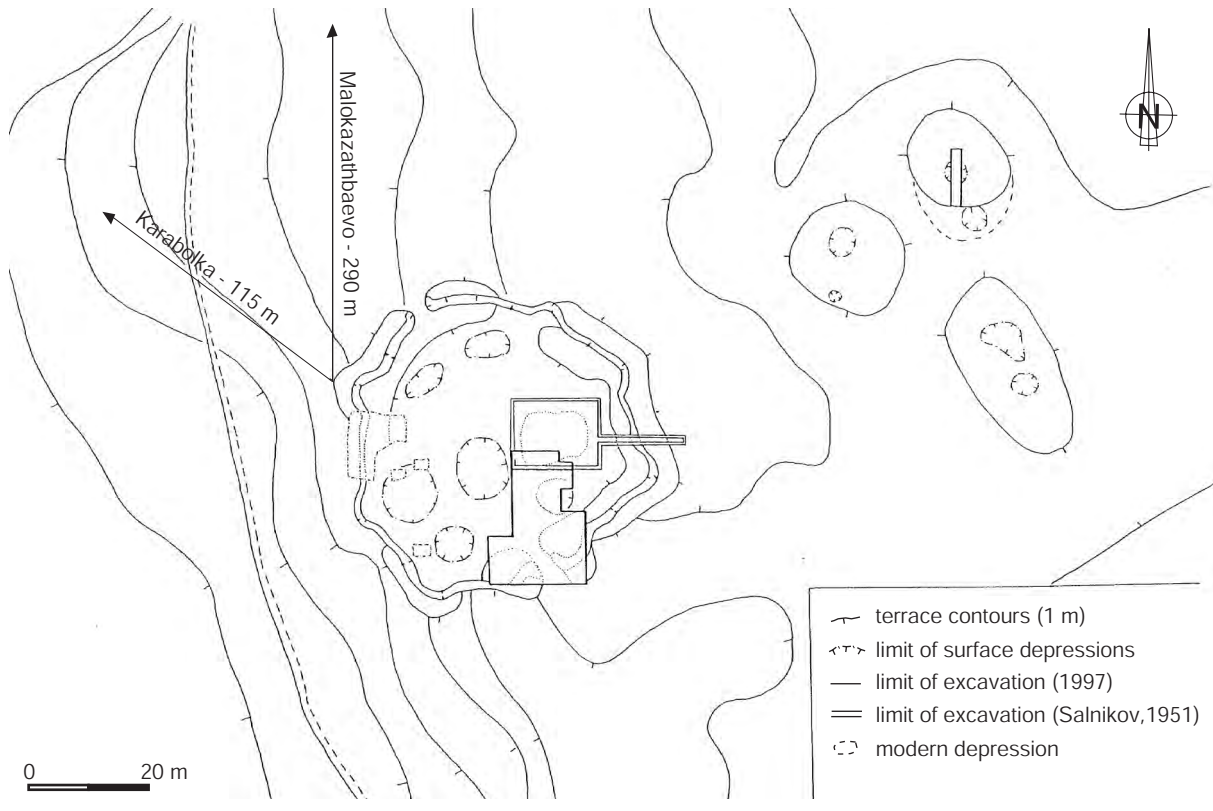 Malokazathbaevo - 290 m
N
Karabolka - 115 m
terrace contours (1 m)
limit of surface depressions
limit of excavation (1997)
limit of excavation (Salnikov,1951)
modern depression
0 20 m